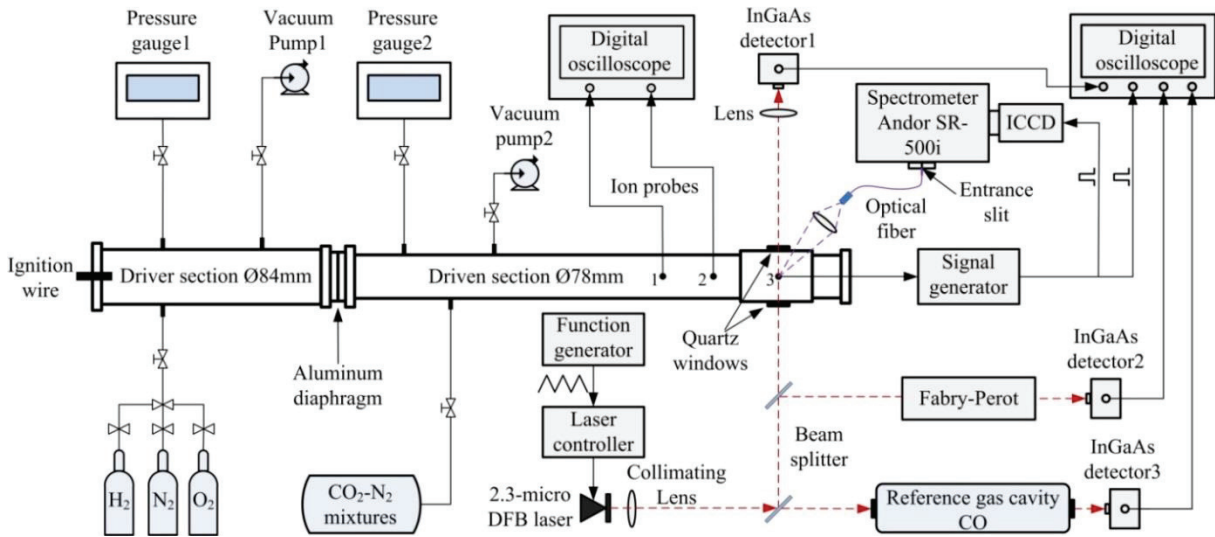 Pressure
gauge1
Vacuum
Pump1
Pressure
gauge2
Digital
oscilloscope
InGaAs
detector1
Digital
oscilloscope
Lens
Spectrometer
Andor SR-
500i
ICCD
Vacuum
pump2
Ion probes
Optical
fiber
Entrance
slit
Ignition
wire
Driver section Ø84mm
Driven section Ø78mm
1
2
3
Signal
generator
Function
generator
Quartz
windows
InGaAs
detector2
Aluminum
diaphragm
Fabry-Perot
Laser
controller
Beam
splitter
InGaAs
detector3
H2
N2
O2
CO2-N2
mixtures
2.3-micro
DFB laser
Collimating
Lens
Reference gas cavity
CO